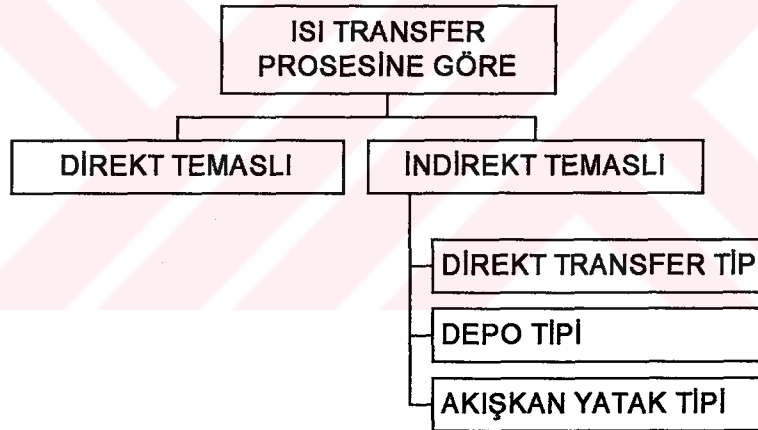 ISI TRANSFER
PROSESİNE GÖRE
DİREKT TEMASLI
İNDİREKT TEMASLI
DİREKT TRANSFER TİP
DEPO TİPİ
AKIŞKAN YATAK TİPİ